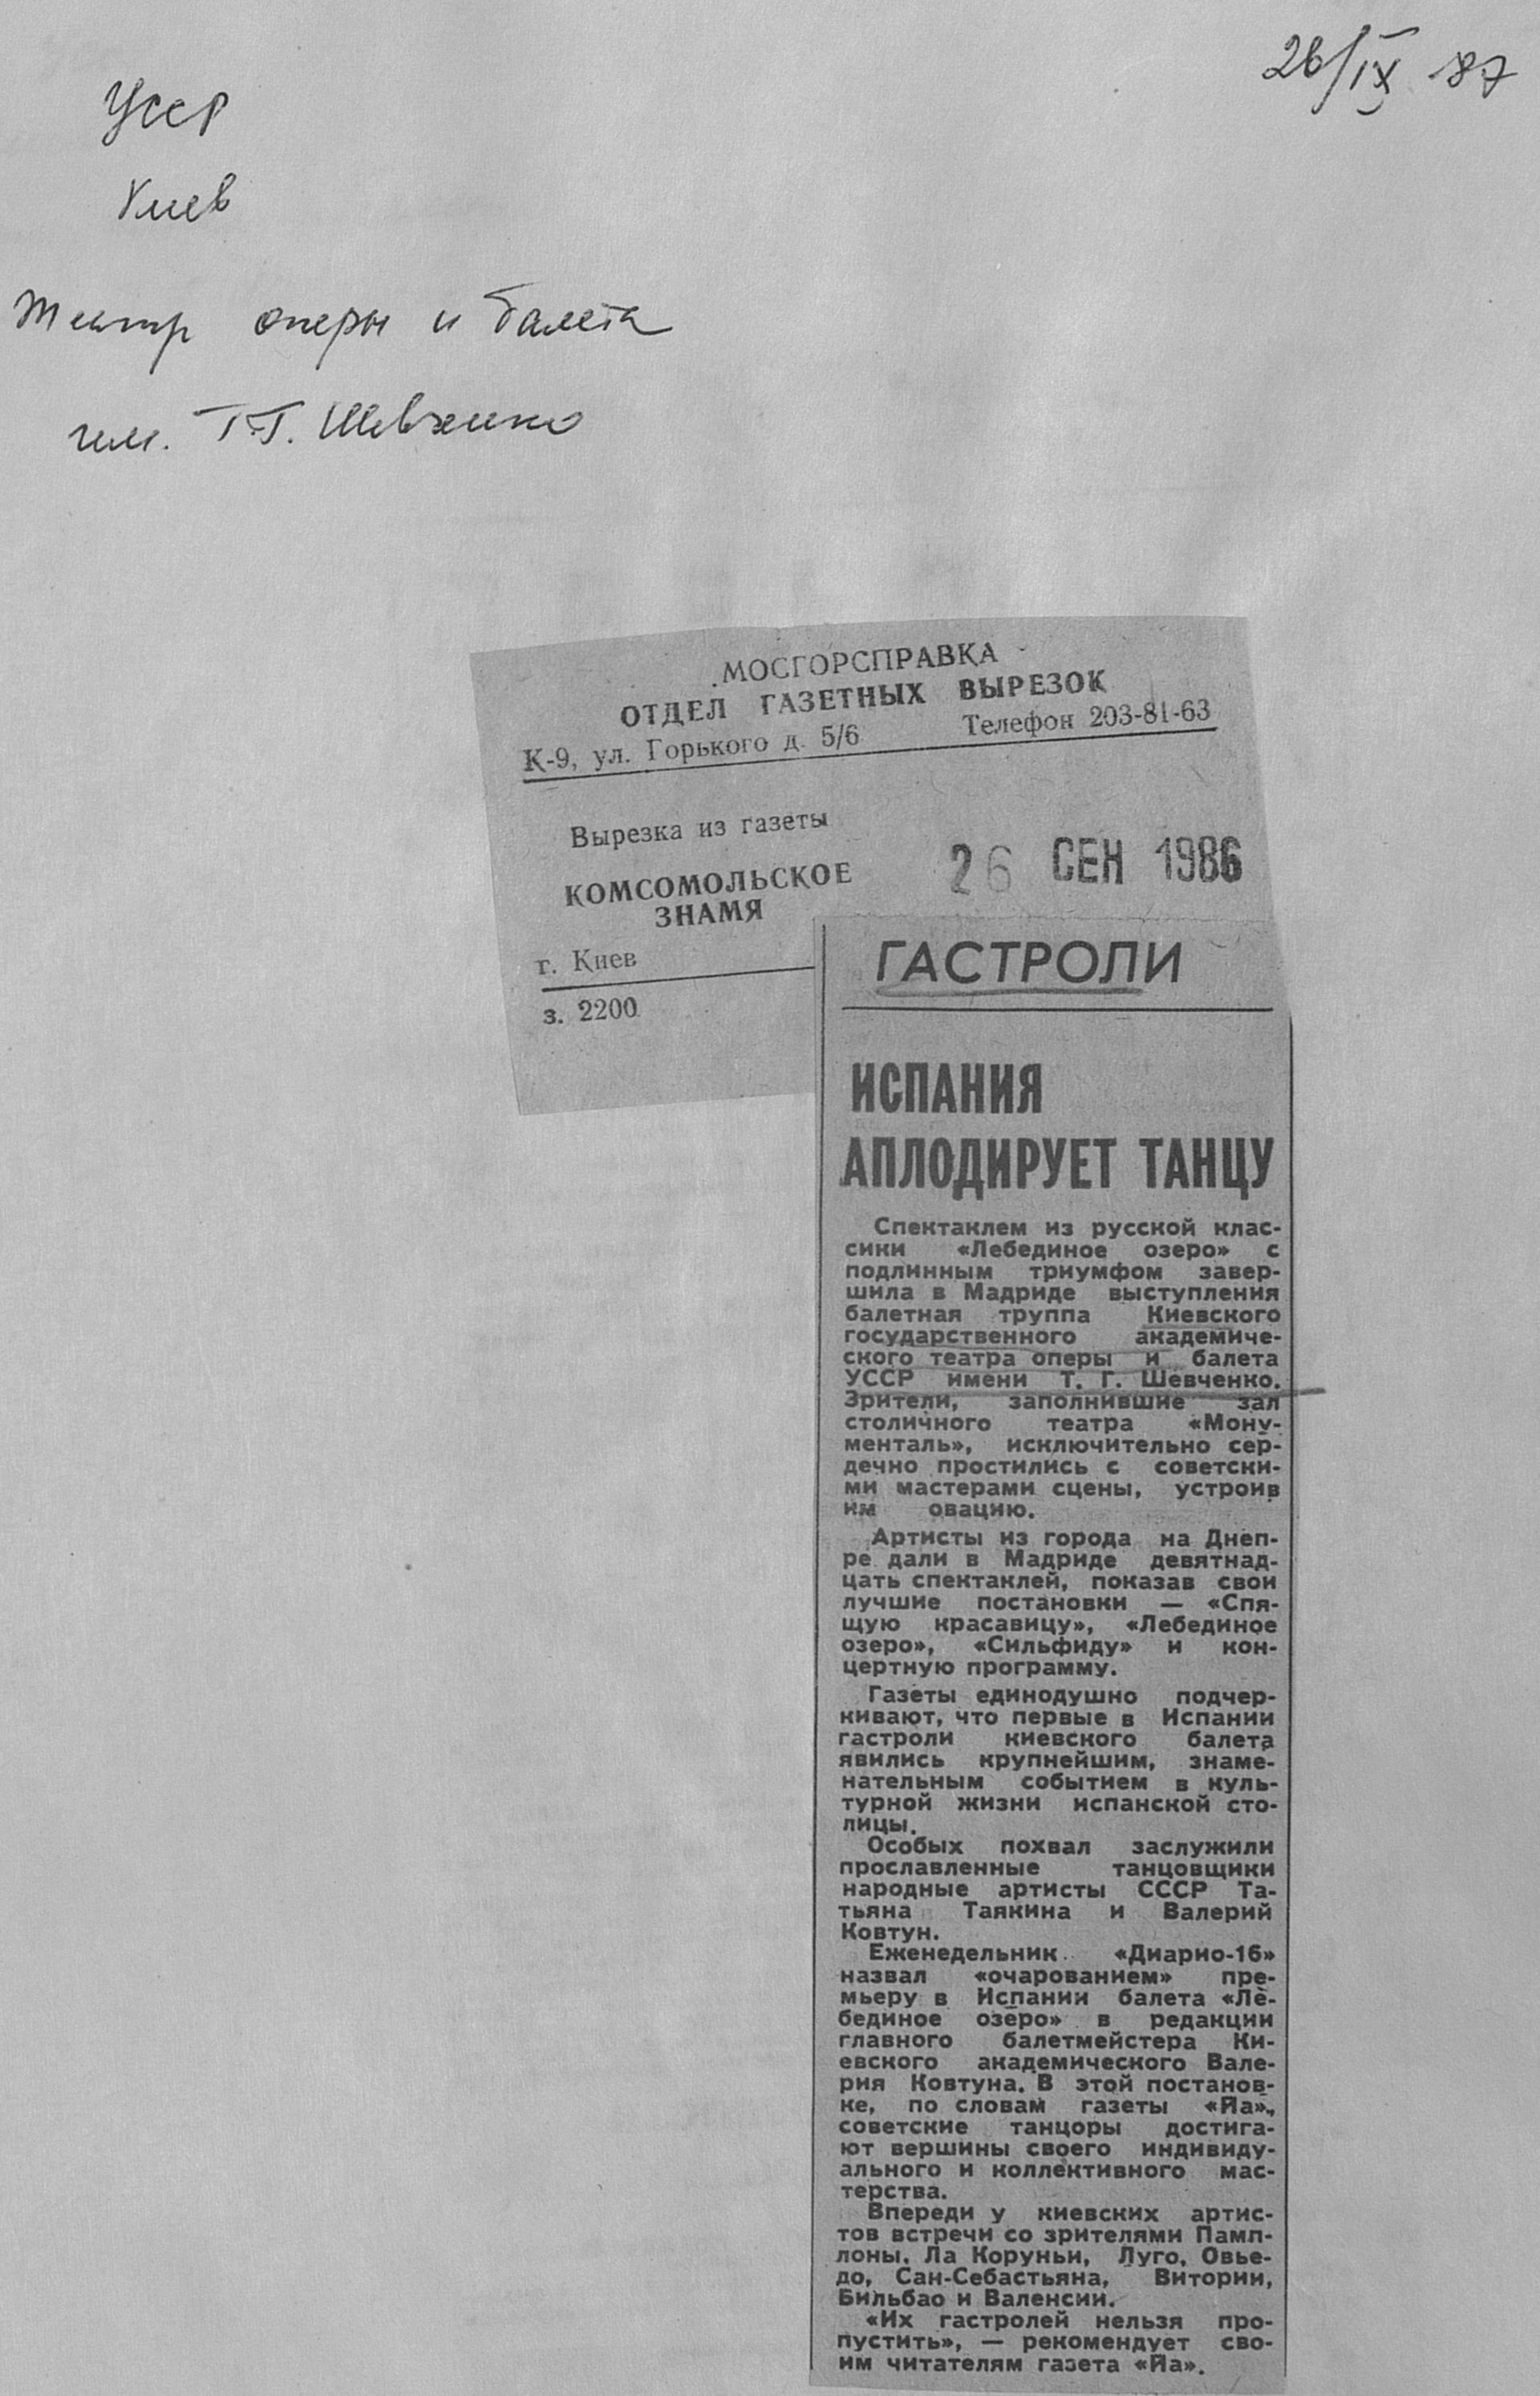 26/IX 87
УССР
Киев
Театр оперы и балета
им. Т.Г. Шевченко
МОСГОРСПРАВКА
ОТДЕЛ ГАЗЕТНЫХ ВЫРЕЗОК
К-9, ул. Горького д. 5/6 Телефон 203-81-63
Вырезка из газеты
КОМСОМОЛЬСКОЕ
ЗНАМЯ
г. Киев
з. 2200
26 СЕН 1986
ГАСТРОЛИ
ИСПАНИЯ
АПЛОДИРУЕТ ТАНЦУ
Спектаклем из русской клас-
сики «Лебединое озеро» с
подлинным триумфом завер-
шила в Мадриде выступления
балетная труппа Киевского
государственного академиче-
ского театра оперы и балета
УССР имени Т. Г. Шевченко.
Зрители, заполнившие зал
столичного театра «Мону-
менталь», исключительно сер-
дечно простились с советски-
ми мастерами сцены, устроив
им овацию.
Артисты из города на Днеп-
ре дали в Мадриде девятнад-
цать спектаклей, показав свои
лучшие постановки — «Спя-
щую красавицу», «Лебединое
озеро», «Сильфиду» и кон-
цертную программу.
Газеты единодушно подчер-
кивают, что первые в Испании
гастроли киевского балета
явились крупнейшим, знаме-
нательным событием в куль-
турной жизни испанской сто-
лицы.
Особых похвал заслужили
прославленные танцовщики
народные артисты СССР Та-
тьяна Таякина и Валерий
Ковтун.
Еженедельник «Диарио-16»
назвал «очарованием» пре-
мьеру в Испании балета «Ле-
бединое озеро» в редакции
главного балетмейстера Ки-
евского академического Вале-
рия Ковтуна. В этой постанов-
ке, по словам газеты «Йа»,
советские танцоры достига-
ют вершины своего индивиду-
ального и коллективного мас-
терства.
Впереди у киевских артис-
тов встречи со зрителями Памп-
лоны, Ла Коруньи, Луго, Овье-
до, Сан-Себастьяна, Витории,
Бильбао и Валенсии.
«Их гастролей нельзя про-
пустить», — рекомендует сво-
им читателям газета «Йа».